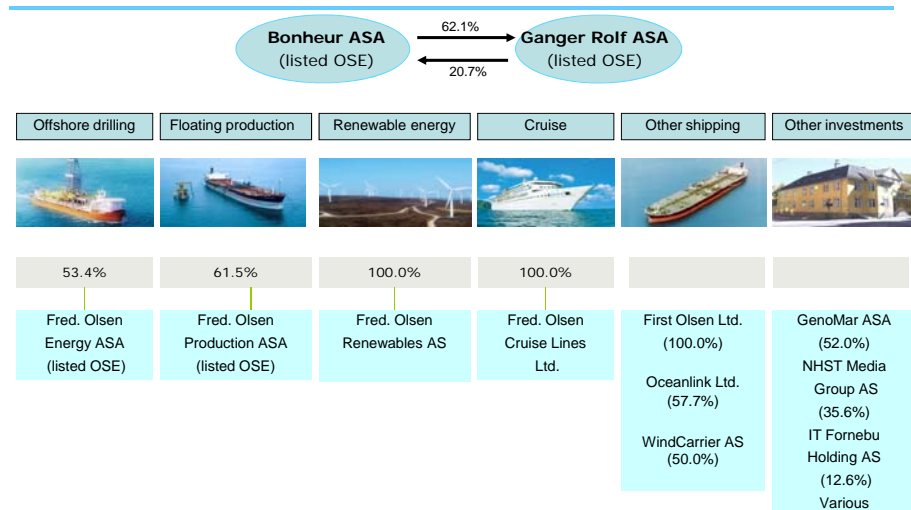 Bonheur ASA
(listed OSE)
62.1%
20.7%
Ganger Rolf ASA
(listed OSE)
Offshore drilling
Floating production
Renewable energy
Cruise
Other shipping
Other investments
53.4%
61.5%
100.0%
100.0%
Fred. Olsen
Energy ASA
(listed OSE)
Fred. Olsen
Production ASA
(listed OSE)
Fred. Olsen
Renewables AS
Fred. Olsen
Cruise Lines
Ltd.
First Olsen Ltd.
(100.0%)
Oceanlink Ltd.
(57.7%)
WindCarrier AS
(50.0%)
GenoMar ASA
(52.0%)
NHST Media
Group AS
(35.6%)
IT Fornebu
Holding AS
(12.6%)
Various